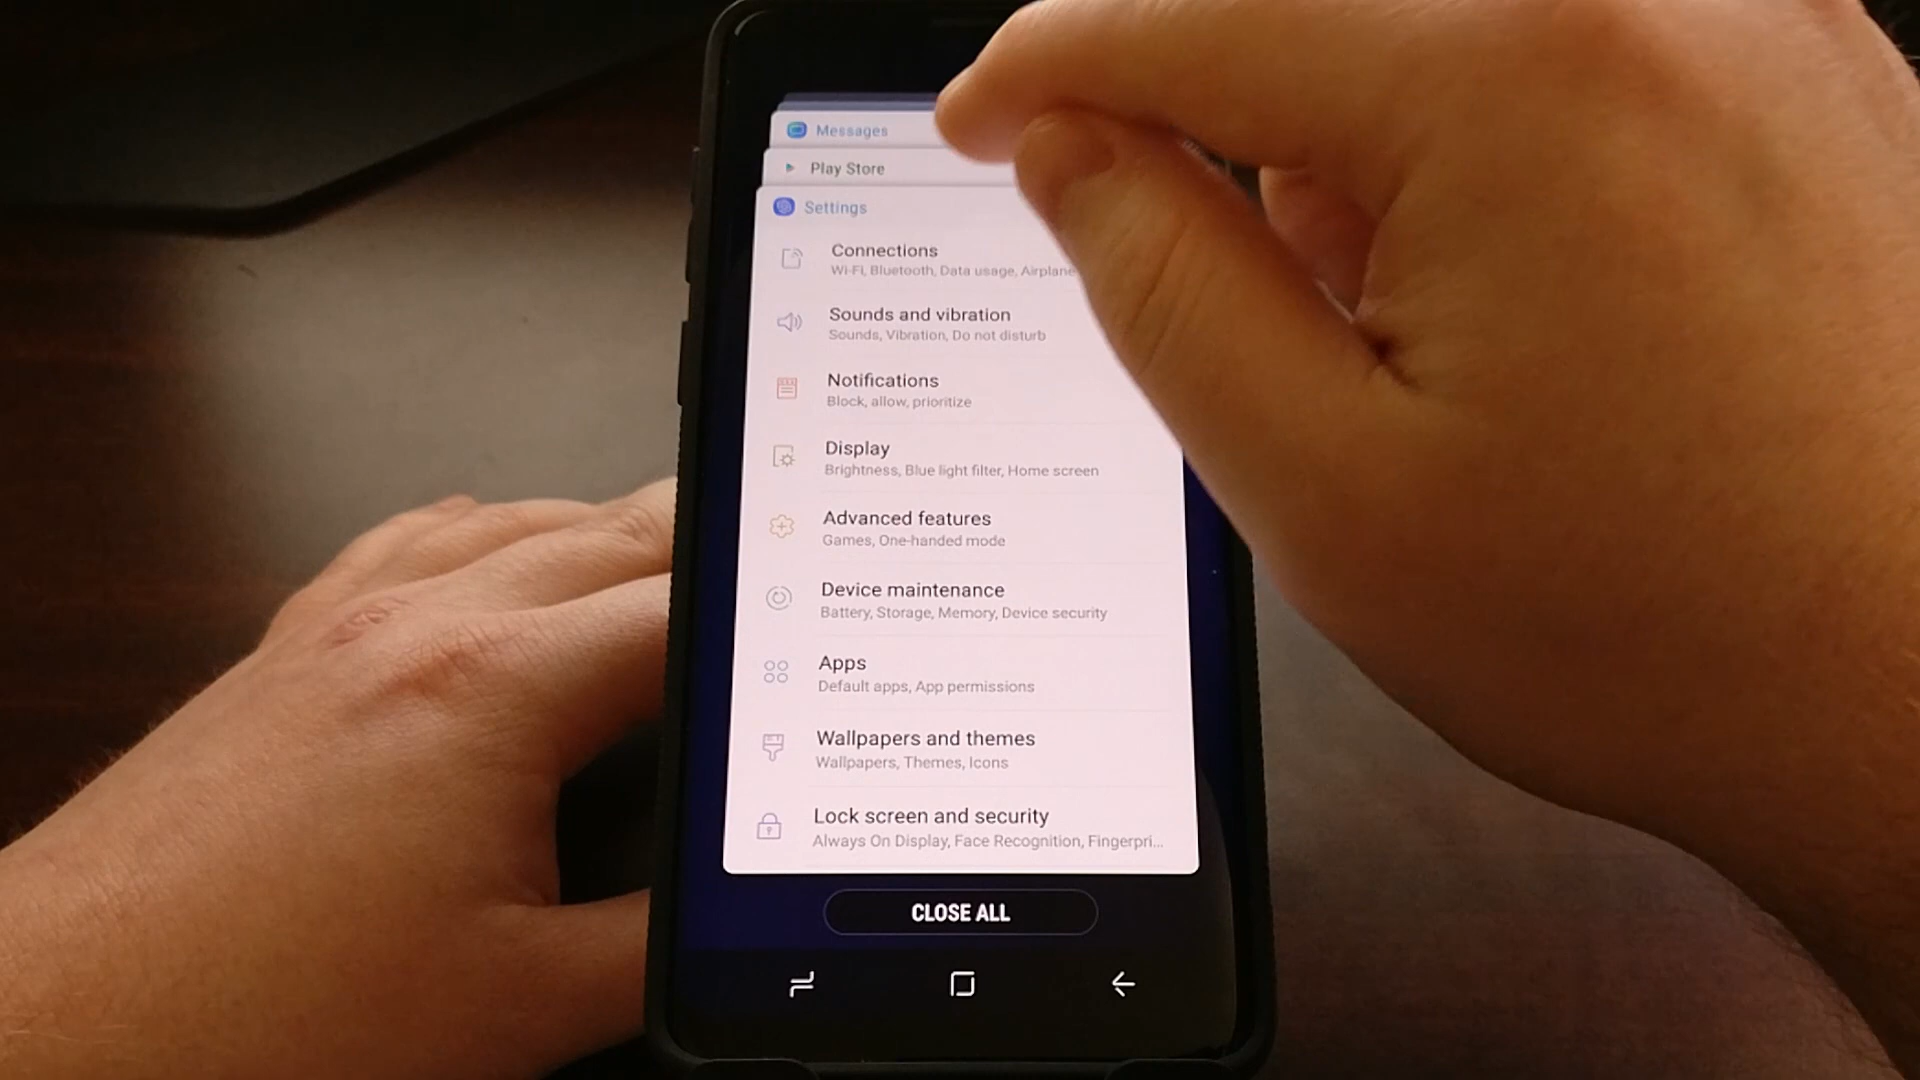 Messages
Play Store
Settings
Connections
Wi-Fi, Bluetooth, Data usage, Airplane
Sounds and vibration
Sounds, Vibration, Do not disturb
Notifications
Block, allow, prioritize
Display
Brightness, Blue light filter, Home screen
Advanced features
Games, One-handed mode
Device maintenance
Battery, Storage, Memory, Device security
Apps
Default apps, App permissions
Wallpapers and themes
Wallpapers, Themes, Icons
Lock screen and security
Always On Display, Face Recognition, Fingerpri...
CLOSE ALL